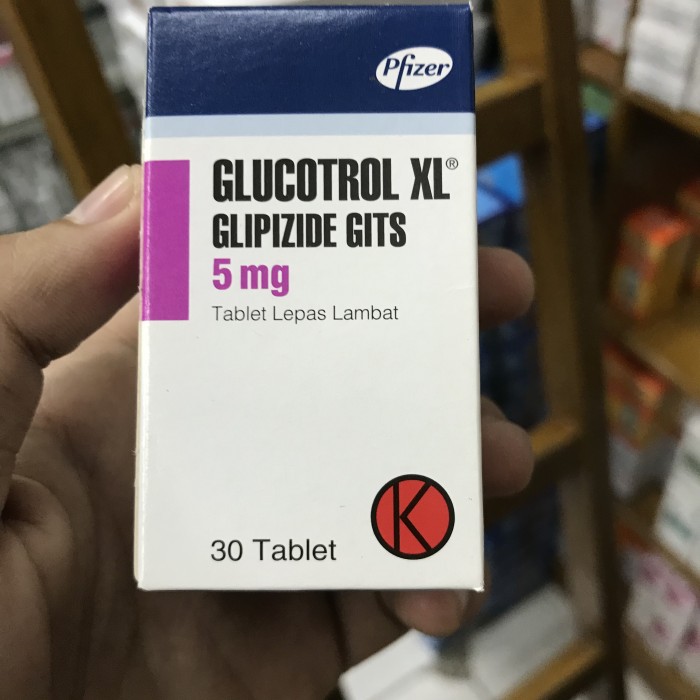 Pfizer
GLUCOTROL XL®
GLIPIZIDE GITS
5 mg
Tablet Lepas Lambat
K
30 Tablet